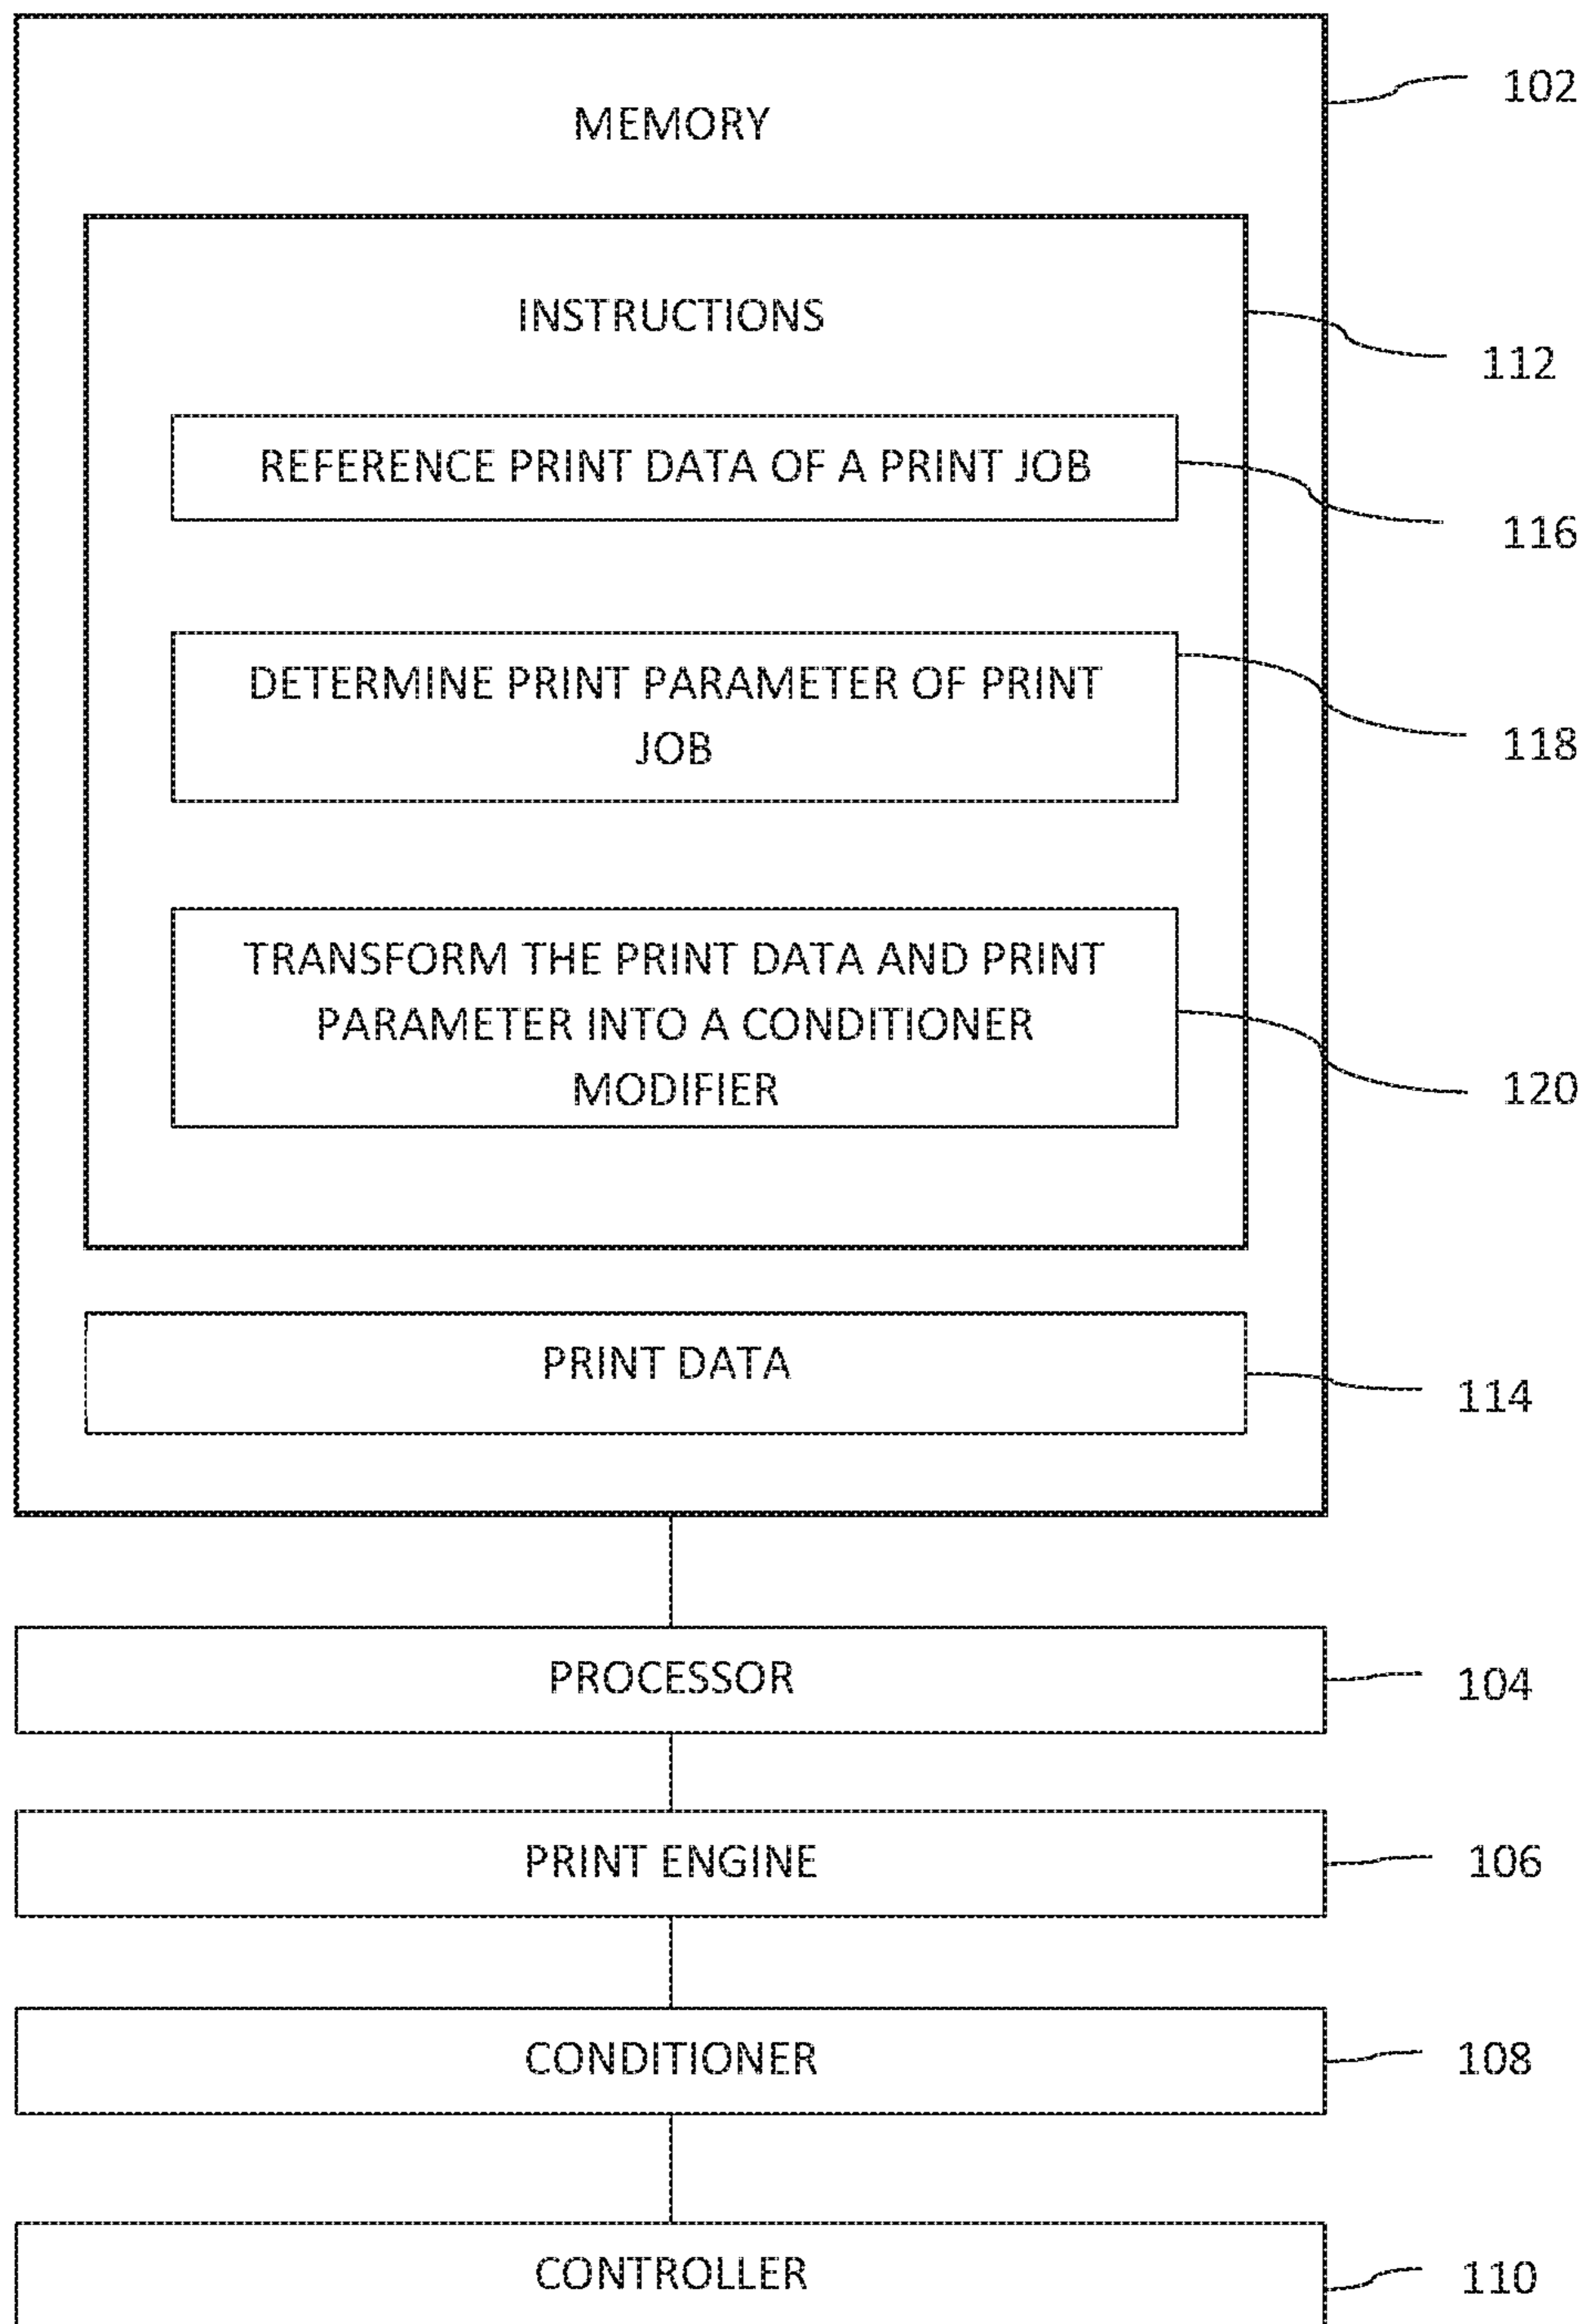 MEMORY
102
INSTRUCTIONS
112
REFERENCE PRINT DATA OF A PRINT JOB
116
DETERMINE PRINT PARAMETER OF PRINT
JOB
118
TRANSFORM THE PRINT DATA AND PRINT
PARAMETER INTO A CONDITIONER
MODIFIER
120
PRINT DATA
114
PROCESSOR
104
PRINT ENGINE
106
CONDITIONER
108
CONTROLLER
110